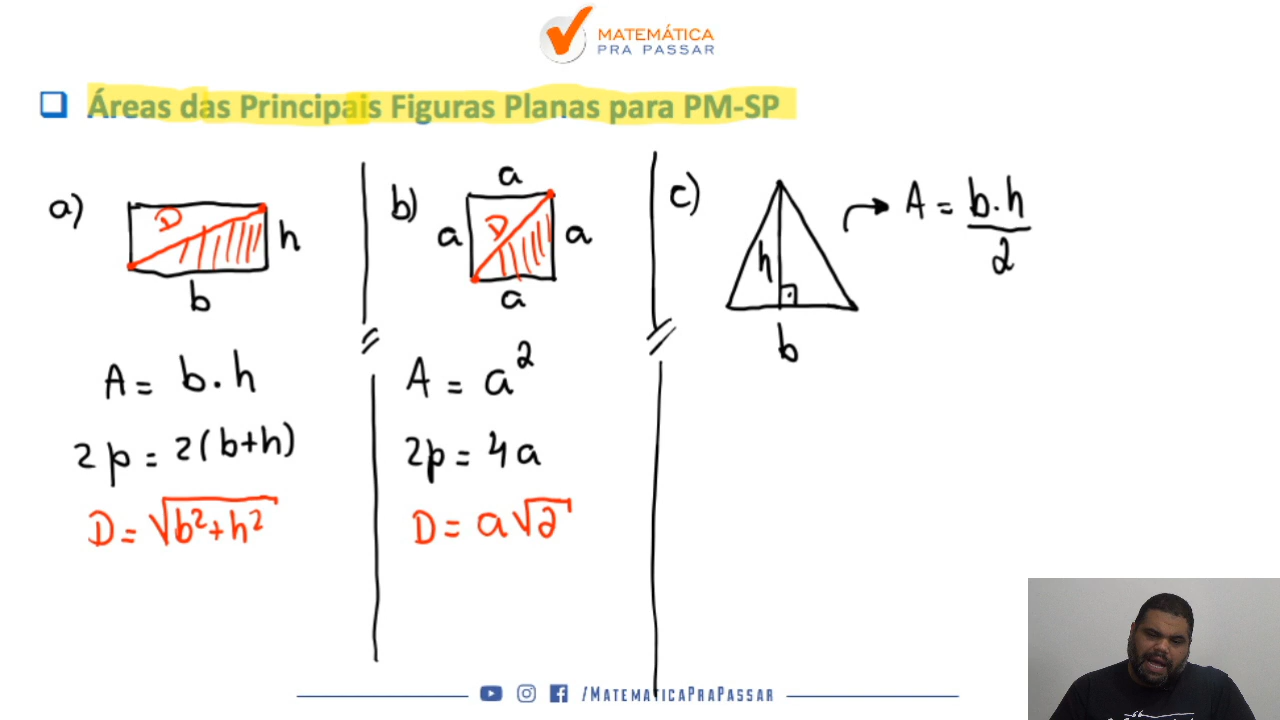 MATEMÁTICA
PRA PASSAR
Áreas das Principais Figuras Planas para PM-SP
a)
D
h
b
A = b.h
2p = 2(b+h)
D = √b²+h²
b)
a
a
D
a
a
A = a²
2p = 4a
D = a√2
c)
h
b
A = b.h
2
/MatematicaPraPassar